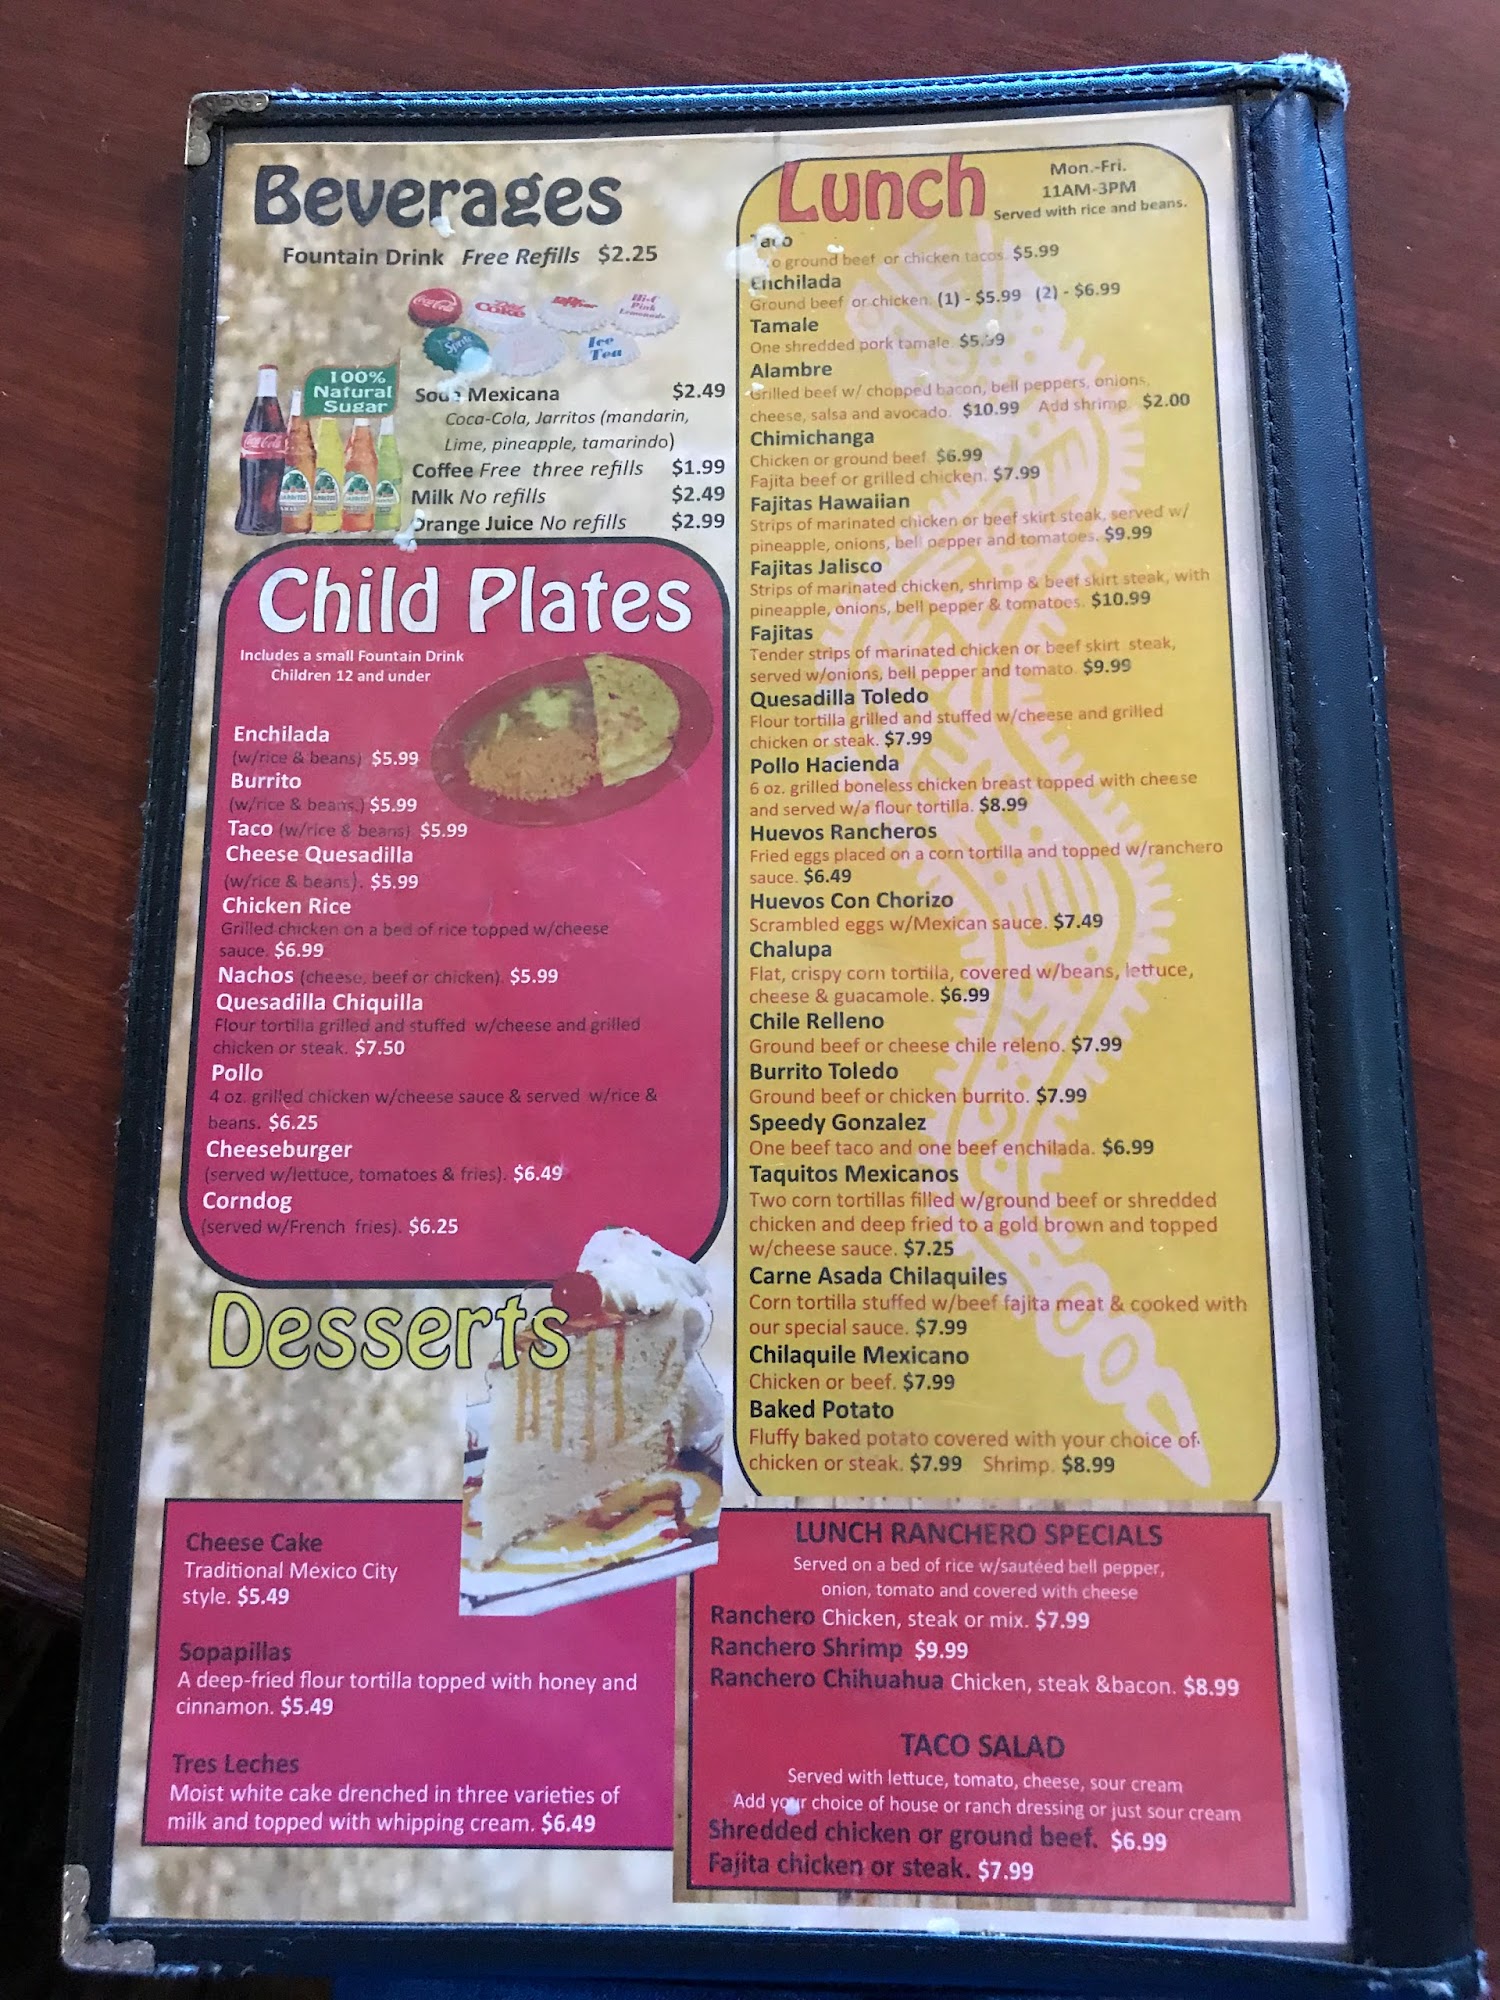 Beverages
Fountain Drink Free Refills $2.25
Coca-Cola
Diet Coke
Hi-C Pink Lemonade
Sprite
Ice Tea
100%
Natural
Sugar
Coca-Cola
JARRITOS
Mexicana $2.49
Coca-Cola, Jarritos (mandarin,
Lime, pineapple, tamarindo)
Coffee Free three refills $1.99
Milk No refills $2.49
Orange Juice No refills $2.99
Child Plates
Includes a small Fountain Drink
Children 12 and under
Enchilada
(w/rice & beans) $5.99
Burrito
(w/rice & beans.) $5.99
Taco (w/rice & beans) $5.99
Cheese Quesadilla
(w/rice & beans). $5.99
Chicken Rice
Grilled chicken on a bed of rice topped w/cheese
sauce. $6.99
Nachos (cheese, beef or chicken). $5.99
Quesadilla Chiquilla
Flour tortilla grilled and stuffed w/cheese and grilled
chicken or steak. $7.50
Pollo
4 oz. grilled chicken w/cheese sauce & served w/rice &
beans. $6.25
Cheeseburger
(served w/lettuce, tomatoes & fries). $6.49
Corndog
(served w/French fries). $6.25
Desserts
Cheese Cake
Traditional México City
style. $5.49
Sopapillas
A deep-fried flour tortilla topped with honey and
cinnamon. $5.49
Tres Leches
Moist white cake drenched in three varieties of
milk and topped with whipping cream. $6.49
Lunch
Mon.-Fri.
11AM-3PM
Served with rice and beans.
Taco
ground beef or chicken tacos. $5.99
Enchilada
Ground beef or chicken. (1) - $5.99 (2) - $6.99
Tamale
One shredded pork tamale.
Alambre
Grilled beef w/ chopped bacon, bell peppers, onions,
cheese, salsa and avocado. $10.99 Add shrimp. $2.00
Chimichanga
Chicken or ground beef. $6.99
Fajita beef or grilled chicken. $7.99
Fajitas Hawaiian
Strips of marinated chicken or beef skirt steak, served w/
pineapple, onions, bell pepper and tomatoes. $9.99
Fajitas Jalisco
Strips of marinated chicken, shrimp & beef skirt steak, with
pineapple, onions, bell pepper & tomatoes. $10.99
Fajitas
Tender strips of marinated chicken or beef skirt steak,
served w/onions, bell pepper and tomato. $9.99
Quesadilla Toledo
Flour tortilla grilled and stuffed w/cheese and grilled
chicken or steak. $7.99
Pollo Hacienda
6 oz. grilled boneless chicken breast topped with cheese
and served w/a flour tortilla. $8.99
Huevos Rancheros
Fried eggs placed on a corn tortilla and topped w/ranchero
sauce. $6.49
Huevos Con Chorizo
Scrambled eggs w/Mexican sauce. $7.49
Chalupa
Flat, crispy corn tortilla, covered w/beans, lettuce,
cheese & guacamole. $6.99
Chile Relleno
Ground beef or cheese chile releno. $7.99
Burrito Toledo
Ground beef or chicken burrito. $7.99
Speedy Gonzalez
One beef taco and one beef enchilada. $6.99
Taquitos Mexicanos
Two corn tortillas filled w/ground beef or shredded
chicken and deep fried to a gold brown and topped
w/cheese sauce. $7.25
Carne Asada Chilaquiles
Corn tortilla stuffed w/beef fajita meat & cooked with
our special sauce. $7.99
Chilaquile Mexicano
Chicken or beef. $7.99
Baked Potato
Fluffy baked potato covered with your choice of
chicken or steak. $7.99 Shrimp. $8.99
LUNCH RANCHERO SPECIALS
Served on a bed of rice w/sautéed bell pepper,
onion, tomato and covered with cheese
Ranchero Chicken, steak or mix. $7.99
Ranchero Shrimp $9.99
Ranchero Chihuahua Chicken, steak &bacon. $8.99
TACO SALAD
Served with lettuce, tomato, cheese, sour cream
Add your choice of house or ranch dressing or just sour cream
Shredded chicken or ground beef. $6.99
Fajita chicken or steak. $7.99